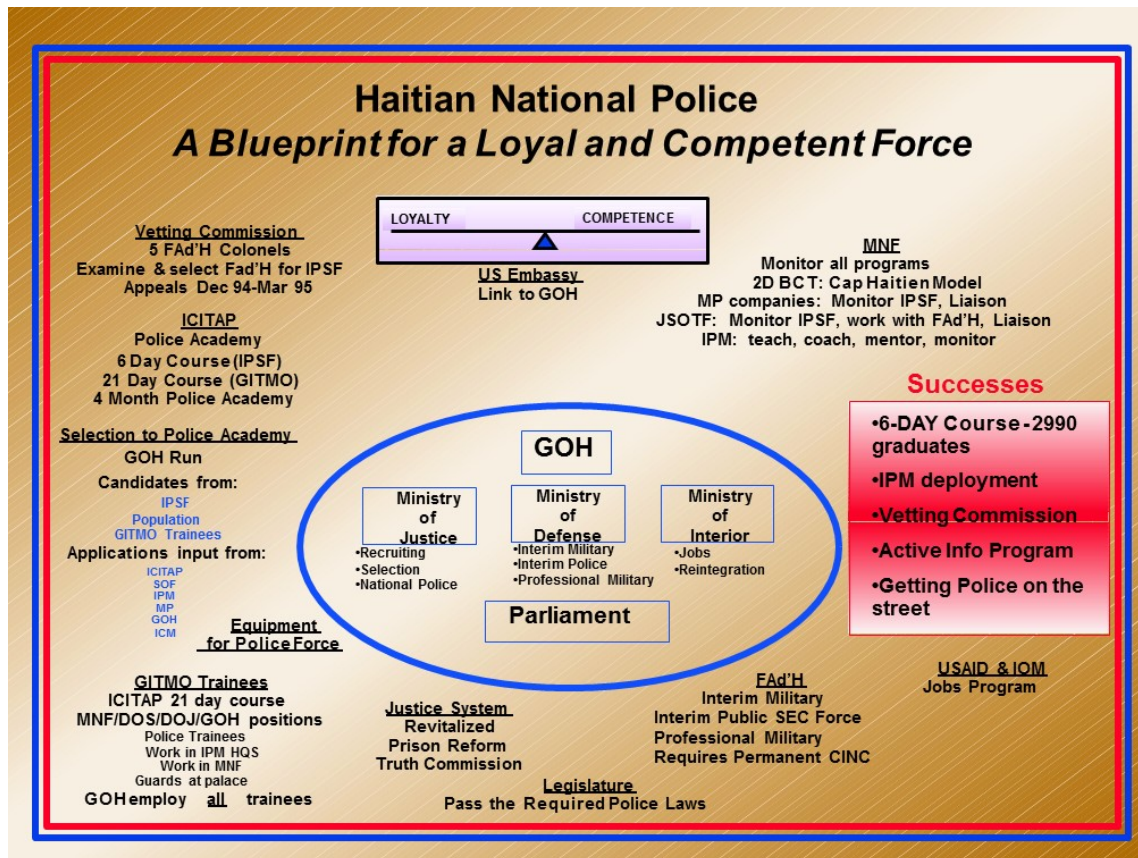 Haitian National Police
A Blueprint for a Loyal and Competent Force
LOYALTY
COMPETENCE
Vetting Commission
5 FAd'H Colonels
Examine & select Fad'H for IPSF
Appeals Dec 94-Mar 95
US Embassy
Link to GOH
MNF
Monitor all programs
2D BCT: Cap Haitien Model
MP companies: Monitor IPSF, Liaison
JSOTF: Monitor IPSF, work with FAd'H, Liaison
IPM: teach, coach, mentor, monitor
ICITAP
Police Academy
6 Day Course (IPSF)
21 Day Course (GITMO)
4 Month Police Academy
Selection to Police Academy
GOH Run
Candidates from:
IPSF
Population
GITMO Trainees
Applications input from:
ICITAP
SOF
IPM
MP
GOH
ICM
Equipment
for Police Force
GOH
Ministry
of
Justice
•Recruiting
•Selection
•National Police
Ministry
of
Defense
•Interim Military
•Interim Police
•Professional Military
Ministry
of
Interior
•Jobs
•Reintegration
Parliament
Successes
•6-DAY Course - 2990
graduates
•IPM deployment
•Vetting Commission
•Active Info Program
•Getting Police on the
street
GITMO Trainees
ICITAP 21 day course
MNF/DOS/DOJ/GOH positions
Police Trainees
Work in IPM HQS
Work in MNF
Guards at palace
GOH employ all trainees
Justice System
Revitalized
Prison Reform
Truth Commission
Legislature
Pass the Required Police Laws
FAd'H
Interim Military
Interim Public SEC Force
Professional Military
Requires Permanent CINC
USAID & IOM
Jobs Program